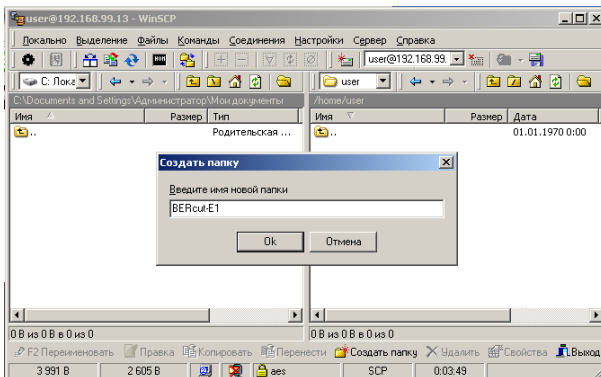 user@192.168.99.13 - WinSCP
Локально Выделение Файлы Команды Соединения Настройки Сервер Справка
user@192.168.99.
C: Лока user
C:\Documents and Settings\Администратор\Мои документы /home/user
Имя Размер Тип Имя Размер Дата
.. Родительская ... .. 01.01.1970 0:00
Создать папку
Введите имя новой папки
BERcut-E1
Ok Отмена
0 B из 0 B в 0 из 0 0 B из 0 B в 0 из 0
F2 Переименовать Правка Копировать Перенести Создать папку Удалить Свойства Выход
3 991 B 2 605 B aes SCP 0:03:49